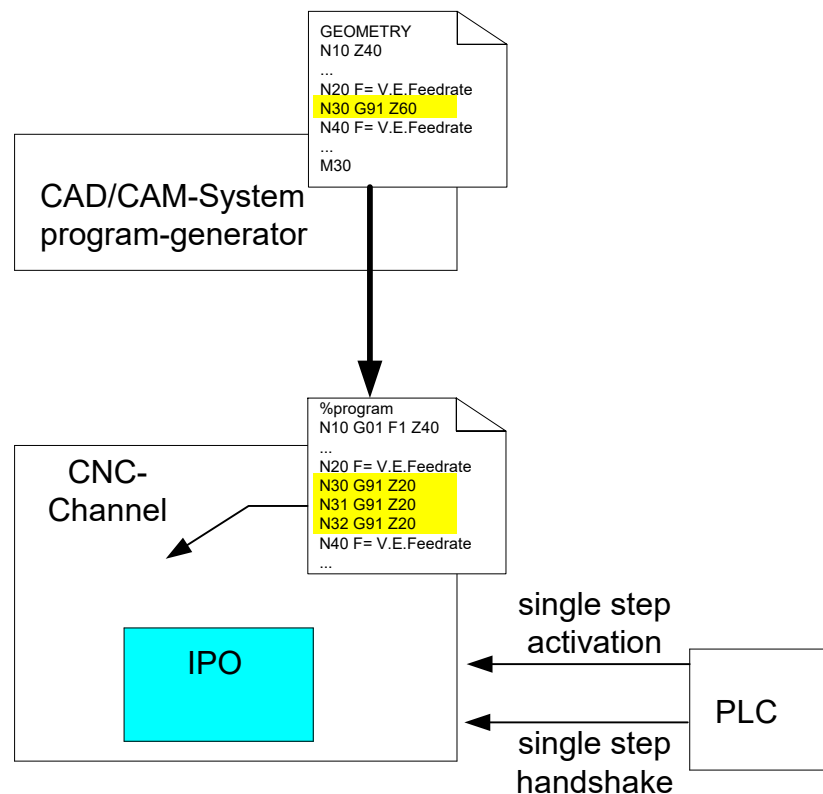 GEOMETRY
N10 Z40
...
N20 F= V.E.Feedrate
N30 G91 Z60
N40 F= V.E.Feedrate
...
M30
CAD/CAM-System
program-generator
%program
N10 G01 F1 Z40
...
N20 F= V.E.Feedrate
N30 G91 Z20
N31 G91 Z20
N32 G91 Z20
N40 F= V.E.Feedrate
...
CNC-
Channel
IPO
single step
activation
PLC
single step
handshake